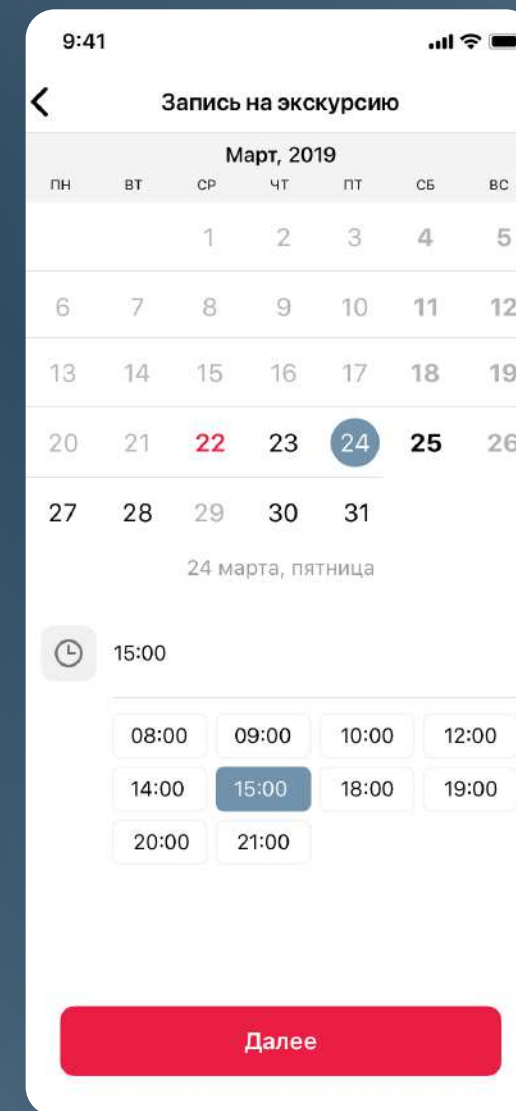 9:41
Запись на экскурсию
Март, 2019
ПН ВТ СР ЧТ ПТ СБ ВС
1 2 3 4 5
6 7 8 9 10 11 12
13 14 15 16 17 18 19
20 21 22 23 24 25 26
27 28 29 30 31
24 марта, пятница
15:00
08:00 09:00 10:00 12:00
14:00 15:00 18:00 19:00
20:00 21:00
Далее